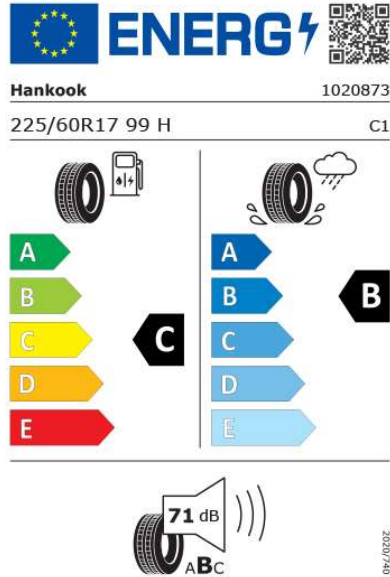 ENERG
Hankook 1020873
225/60R17 99 H C1
A A
B B B
C C C
D D
E E
71 dB
ABC
2020/740